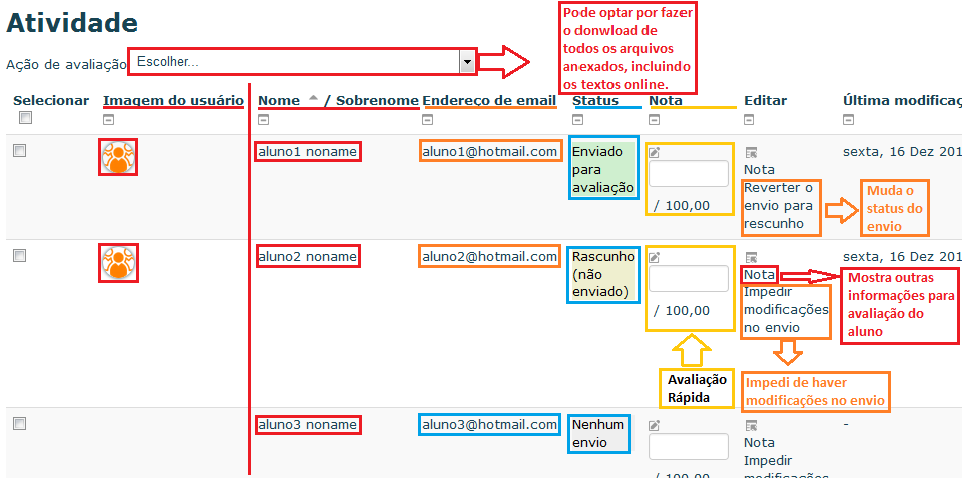 Atividade
Pode optar por fazer
o donwload de
todos os arquivos
anexados, incluindo
os textos online.
Ação de avaliação Escolher...
Selecionar Imagem do usuário Nome / Sobrenome Endereço de email Status Nota Editar Última modificaç
aluno1 noname aluno1@hotmail.com
Enviado
para
avaliação
/ 100,00
Nota
Reverter o
envio para
rescunho
sexta, 16 Dez 201
Muda o
status do
envio
aluno2 noname aluno2@hotmail.com
Rascunho
(não
enviado)
/ 100,00
Nota
Impedir
modificações
no envio
sexta, 16 Dez 201
Mostra outras
informações para
avaliação do
aluno
Avaliação
Rápida
Impedi de haver
modificações no envio
aluno3 noname aluno3@hotmail.com
Nenhum
envio
/ 100,00
Nota
Impedir
modificações
-